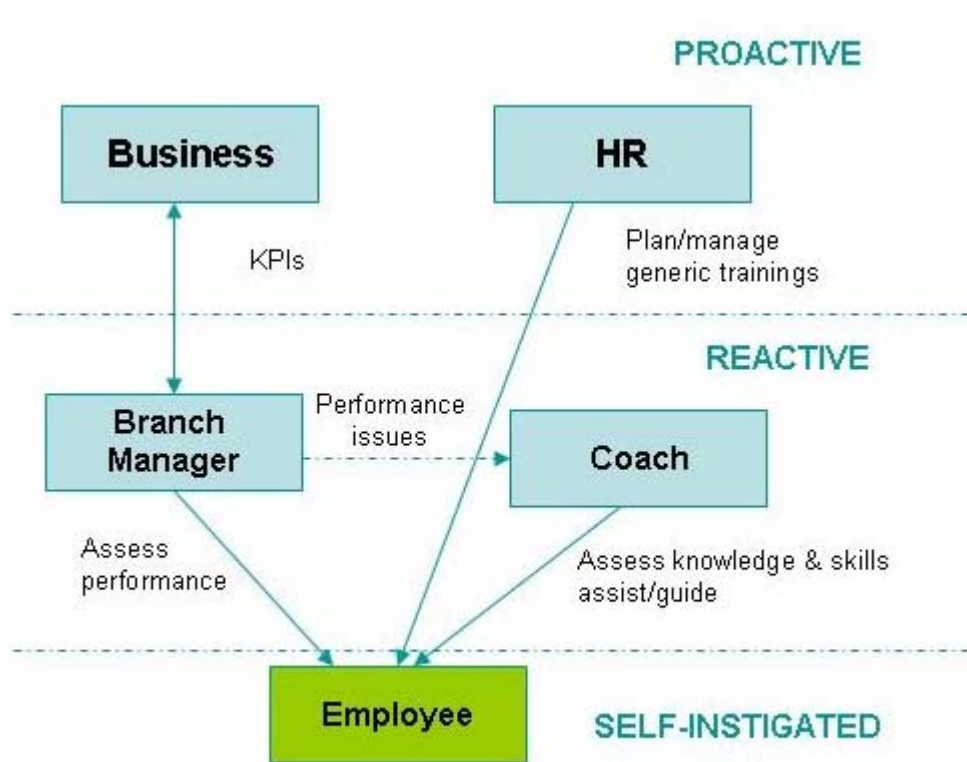 PROACTIVE
Business
HR
KPIs
Plan/manage
generic trainings
REACTIVE
Branch
Manager
Performance
issues
Coach
Assess
performance
Assess knowledge & skills
assist/guide
Employee
SELF-INSTIGATED